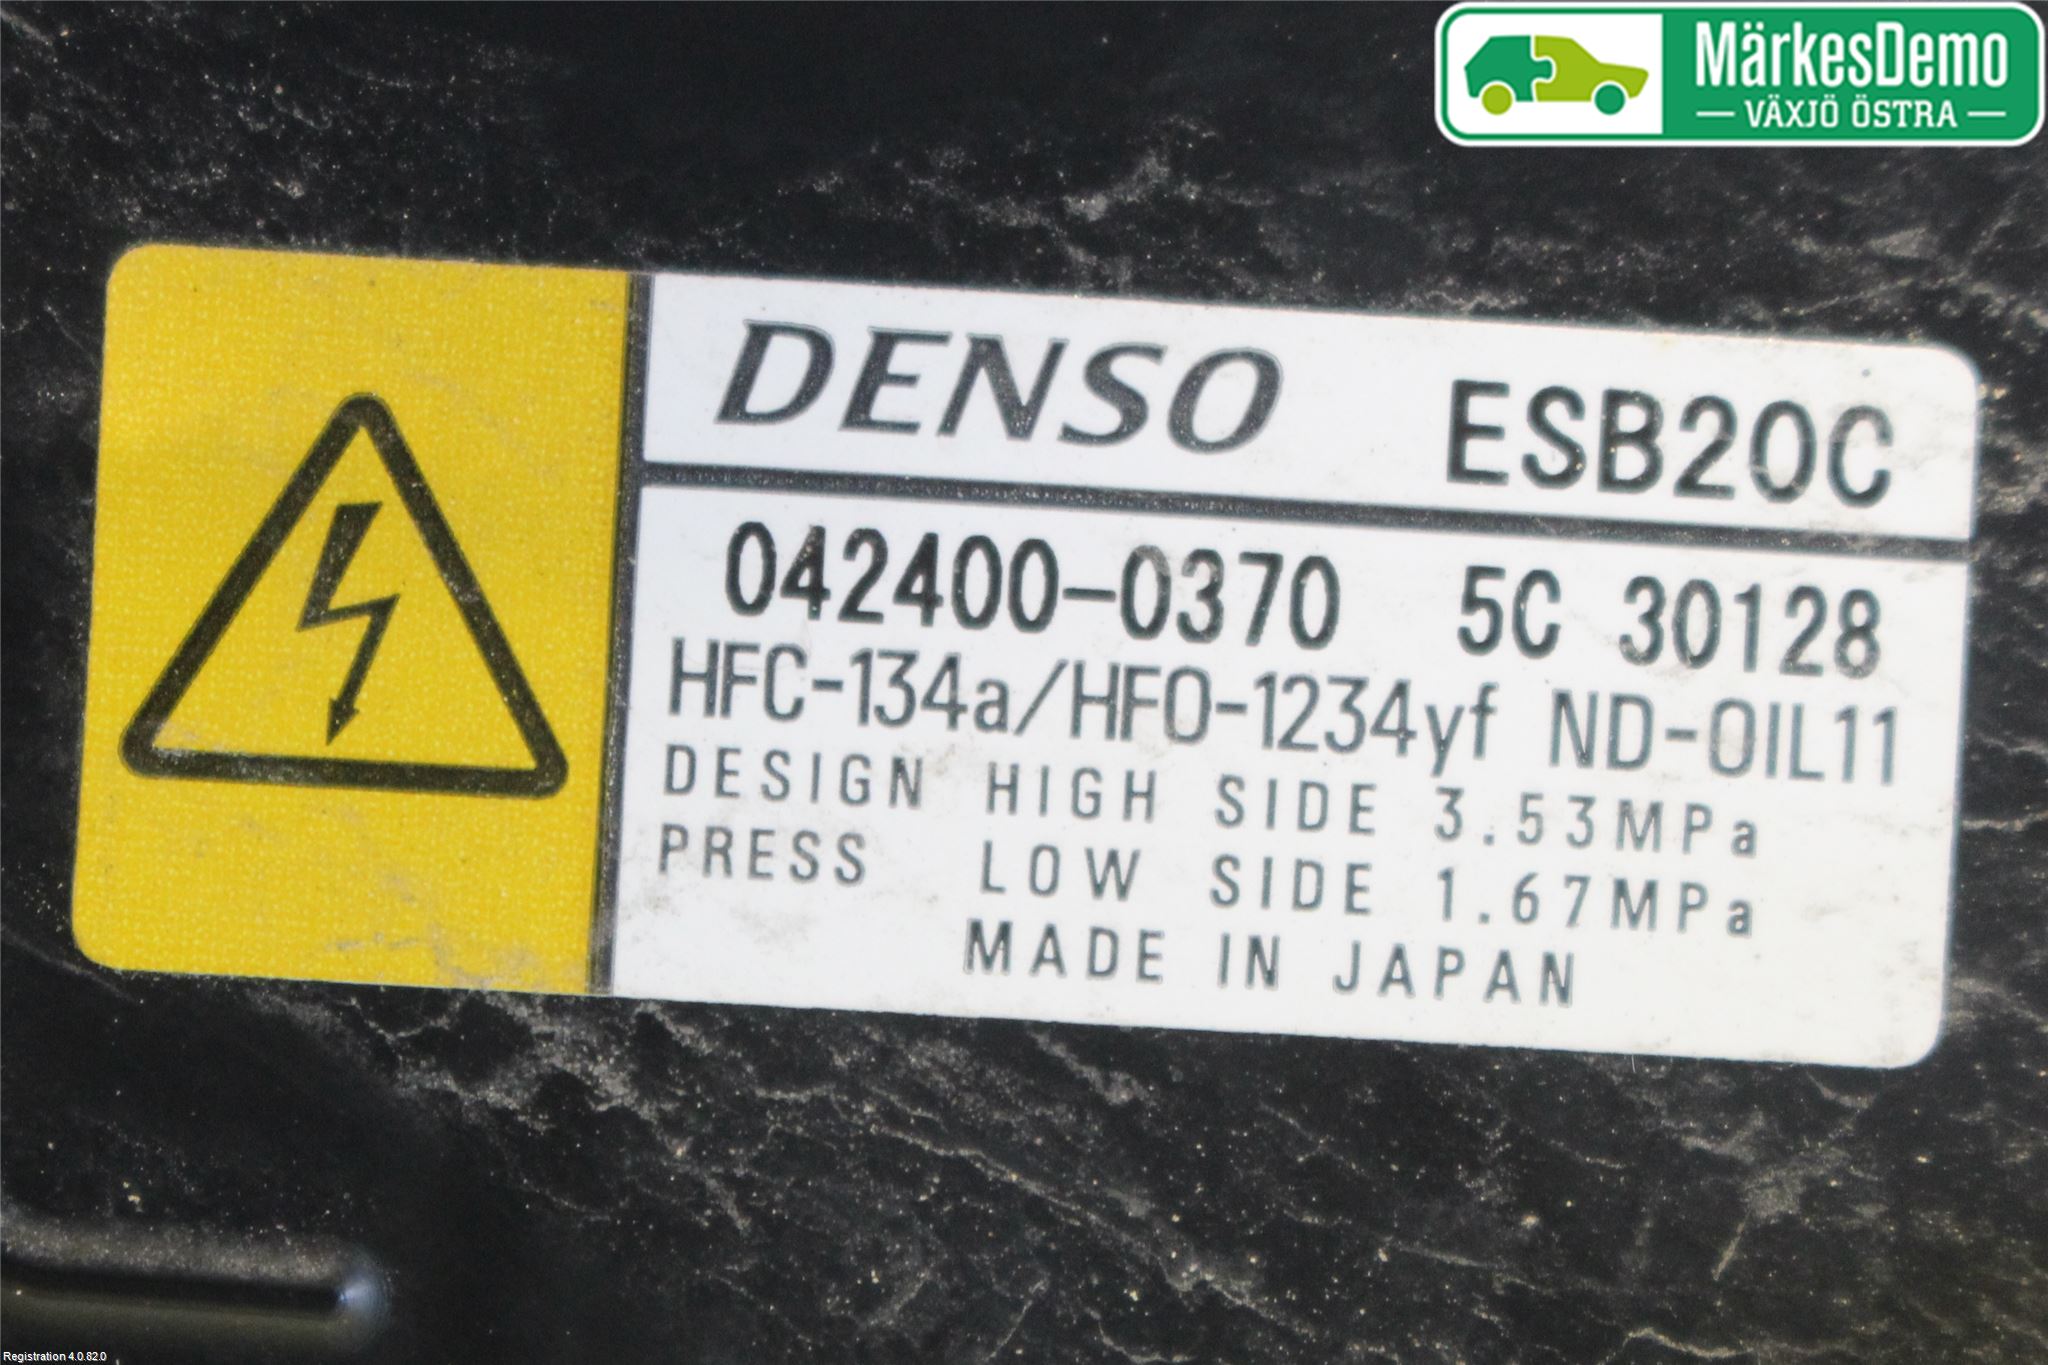 MärkesDemo
— VÄXJÖ ÖSTRA —
DENSO ESB20C
042400-0370 5C 30128
HFC-134a/HFO-1234yf ND-OIL11
DESIGN HIGH SIDE 3.53MPa
PRESS LOW SIDE 1.67MPa
MADE IN JAPAN
Registration 4.0.82.0